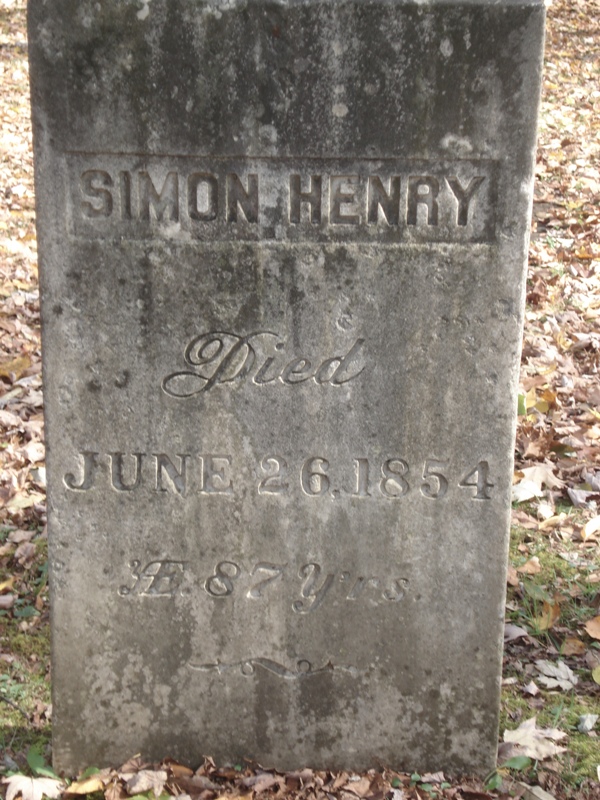 SIMON HENRY
Died
JUNE 26, 1854
Æ. 87 Yrs.